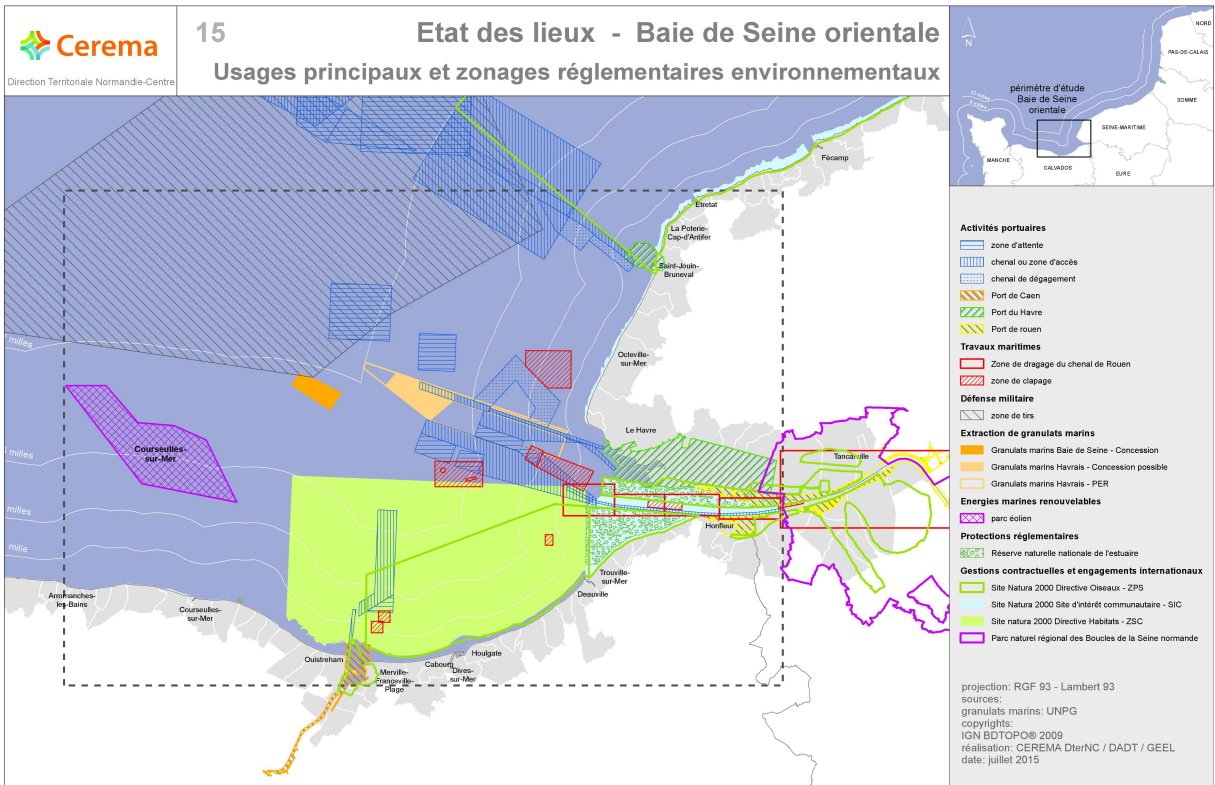 Cerema
Direction Territoriale Normandie-Centre
15
Etat des lieux - Baie de Seine orientale
Usages principaux et zonages réglementaires environnementaux
N
NORD
PAS-DE-CALAIS
SOMME
SEINE-MARITIME
EURE
CALVADOS
MANCHE
12 milles
périmètre d'étude
Baie de Seine
orientale
Fécamp
Etretat
La Poterie-
Cap-d'Antifer
Saint-Jouin-
Bruneval
Octeville-
sur-Mer
Le Havre
Tancarville
Honfleur
Trouville-
sur-Mer
Deauville
Houlgate
Cabourg
Dives-
sur-Mer
Merville-
Franceville-
Plage
Ouistreham
Courseulles-
sur-Mer
Arromanches-
les-Bains
Courseulles-
sur-Mer
milles
milles
milles
mille
Activités portuaires
zone d'attente
chenal ou zone d'accès
chenal de dégagement
Port de Caen
Port du Havre
Port de rouen
Travaux maritimes
Zone de dragage du chenal de Rouen
zone de clapage
Défense militaire
zone de tirs
Extraction de granulats marins
Granulats marins Baie de Seine - Concession
Granulats marins Havrais - Concession possible
Granulats marins Havrais - PER
Energies marines renouvelables
parc éolien
Protections réglementaires
Réserve naturelle nationale de l'estuaire
Gestions contractuelles et engagements internationaux
Site Natura 2000 Directive Oiseaux - ZPS
Site Natura 2000 Site d'intérêt communautaire - SIC
Site natura 2000 Directive Habitats - ZSC
Parc naturel régional des Boucles de la Seine normande
projection: RGF 93 - Lambert 93
sources:
granulats marins: UNPG
copyrights:
IGN BDTOPO® 2009
réalisation: CEREMA DterNC / DADT / GEEL
date: juillet 2015